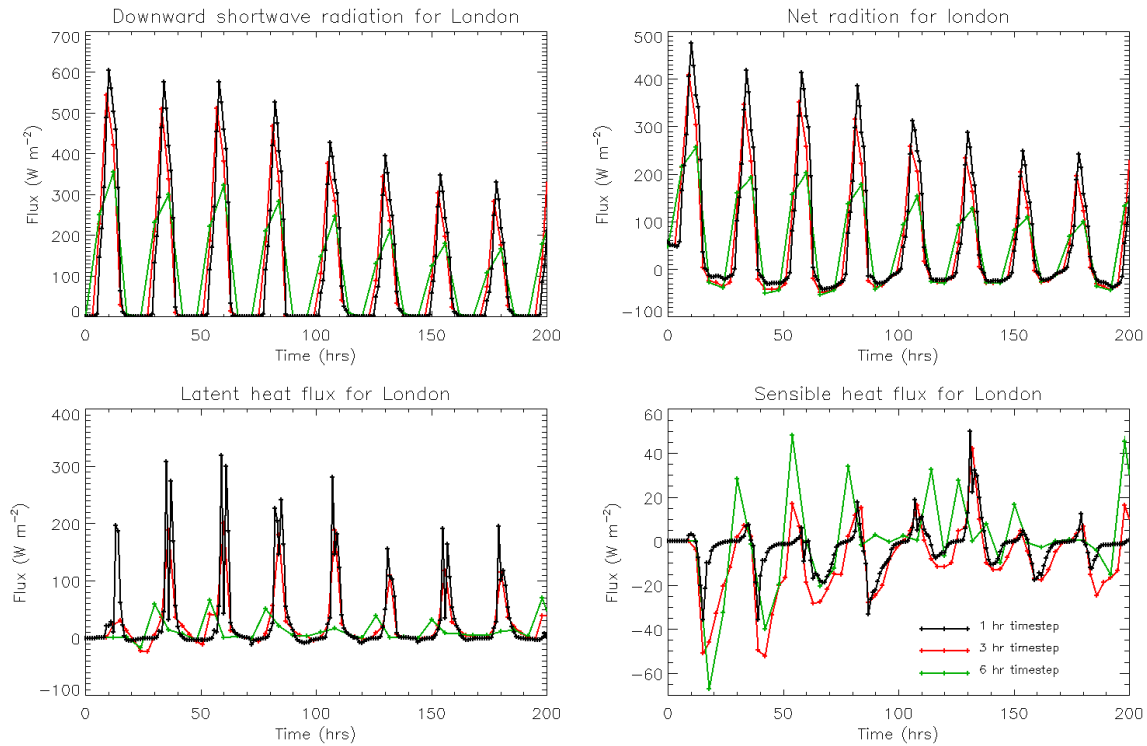 Downward shortwave radiation for London
700
600
500
400
300
200
100
0
Flux (W m⁻²)
0 50 100 150 200
Time (hrs)
Net radition for london
500
400
300
200
100
0
−100
Flux (W m⁻²)
0 50 100 150 200
Time (hrs)
Latent heat flux for London
400
300
200
100
0
−100
Flux (W m⁻²)
0 50 100 150 200
Time (hrs)
Sensible heat flux for London
60
40
20
0
−20
−40
−60
Flux (W m⁻²)
1 hr timestep
3 hr timestep
6 hr timestep
0 50 100 150 200
Time (hrs)